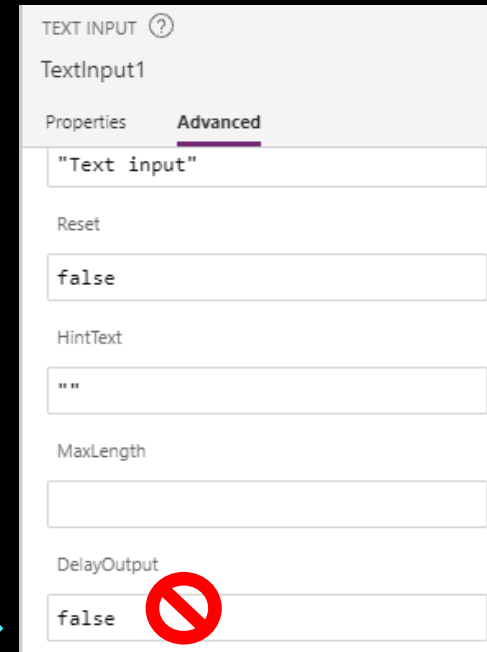 TEXT INPUT ?
TextInput1
Properties Advanced
"Text input"
Reset
false
HintText
""
MaxLength
DelayOutput
false